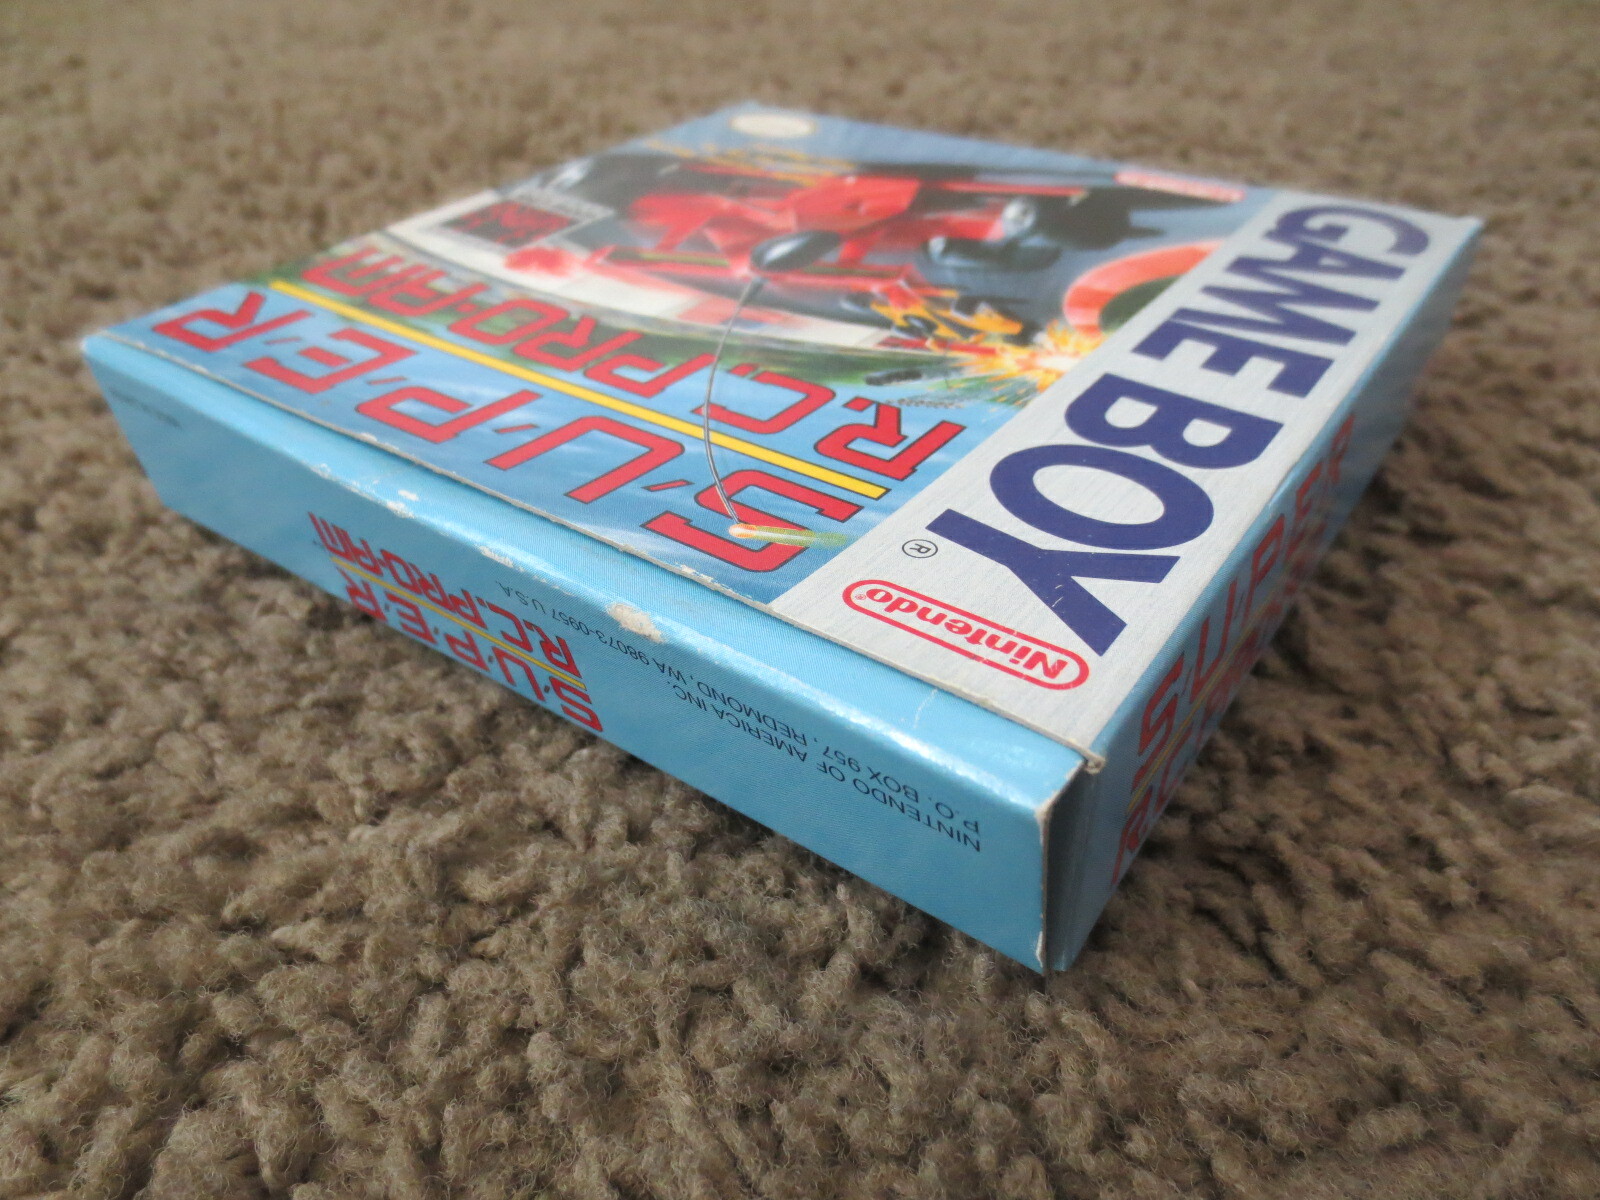 GAME BOY
®
Nintendo®
S·U·P·E·R
R.C. PRO-AM
S·U·P·E·R
R.C. PRO-AM
NINTENDO OF AMERICA INC.
P.O. BOX 957, REDMOND, WA 98073-0957 U.S.A.
S·U·P·E·R